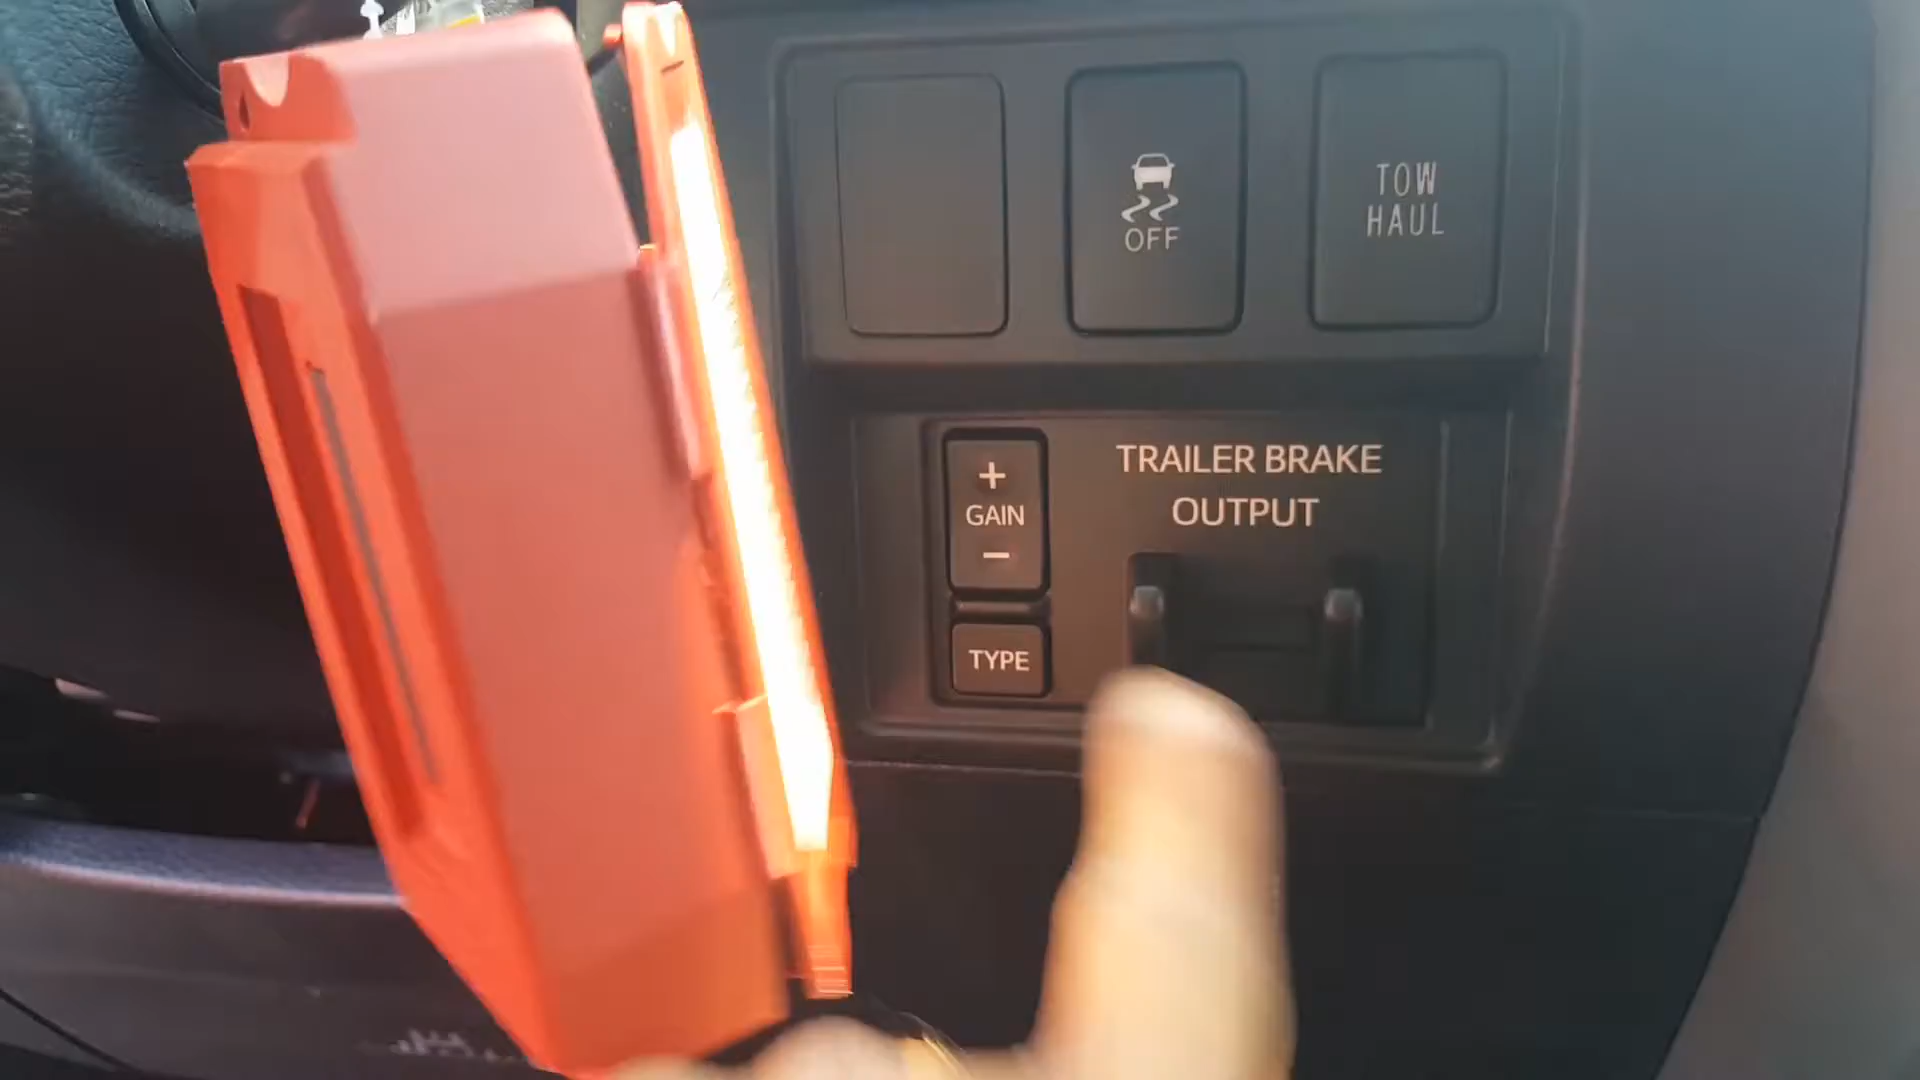 OFF
TOW
HAUL
+
GAIN
−
TYPE
TRAILER BRAKE
OUTPUT